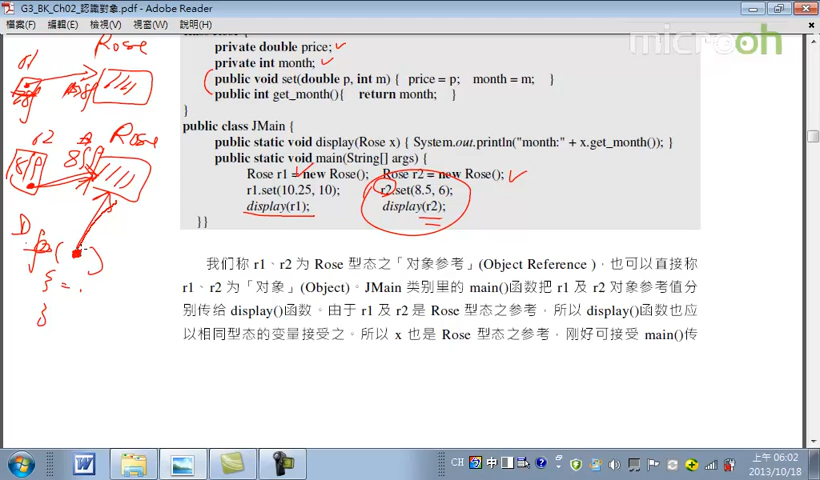 G3_BK_Ch02_認識對象.pdf - Adobe Reader
檔案(F) 編輯(E) 檢視(V) 視窗(W) 說明(H)
microoh
private double price;
private int month;
public void set(double p, int m) { price = p; month = m; }
public int get_month(){ return month; }
}
public class JMain {
public static void display(Rose x) { System.out.println("month:" + x.get_month()); }
public static void main(String[] args) {
Rose r1 = new Rose(); Rose r2 = new Rose();
r1.set(10.25, 10); r2.set(8.5, 6);
display(r1); display(r2);
}}
r1 Rose
r2 Rose
我们称 r1、r2 为 Rose 型态之「对象参考」(Object Reference )，也可以直接称
r1、r2 为「对象」(Object)。JMain 类别里的 main()函数把 r1 及 r2 对象参考值分
别传给 display()函数。由于 r1 及 r2 是 Rose 型态之参考，所以 display()函数也应
以相同型态的变量接受之。所以 x 也是 Rose 型态之参考，刚好可接受 main()传
CH 中
上午 06:02
2013/10/18